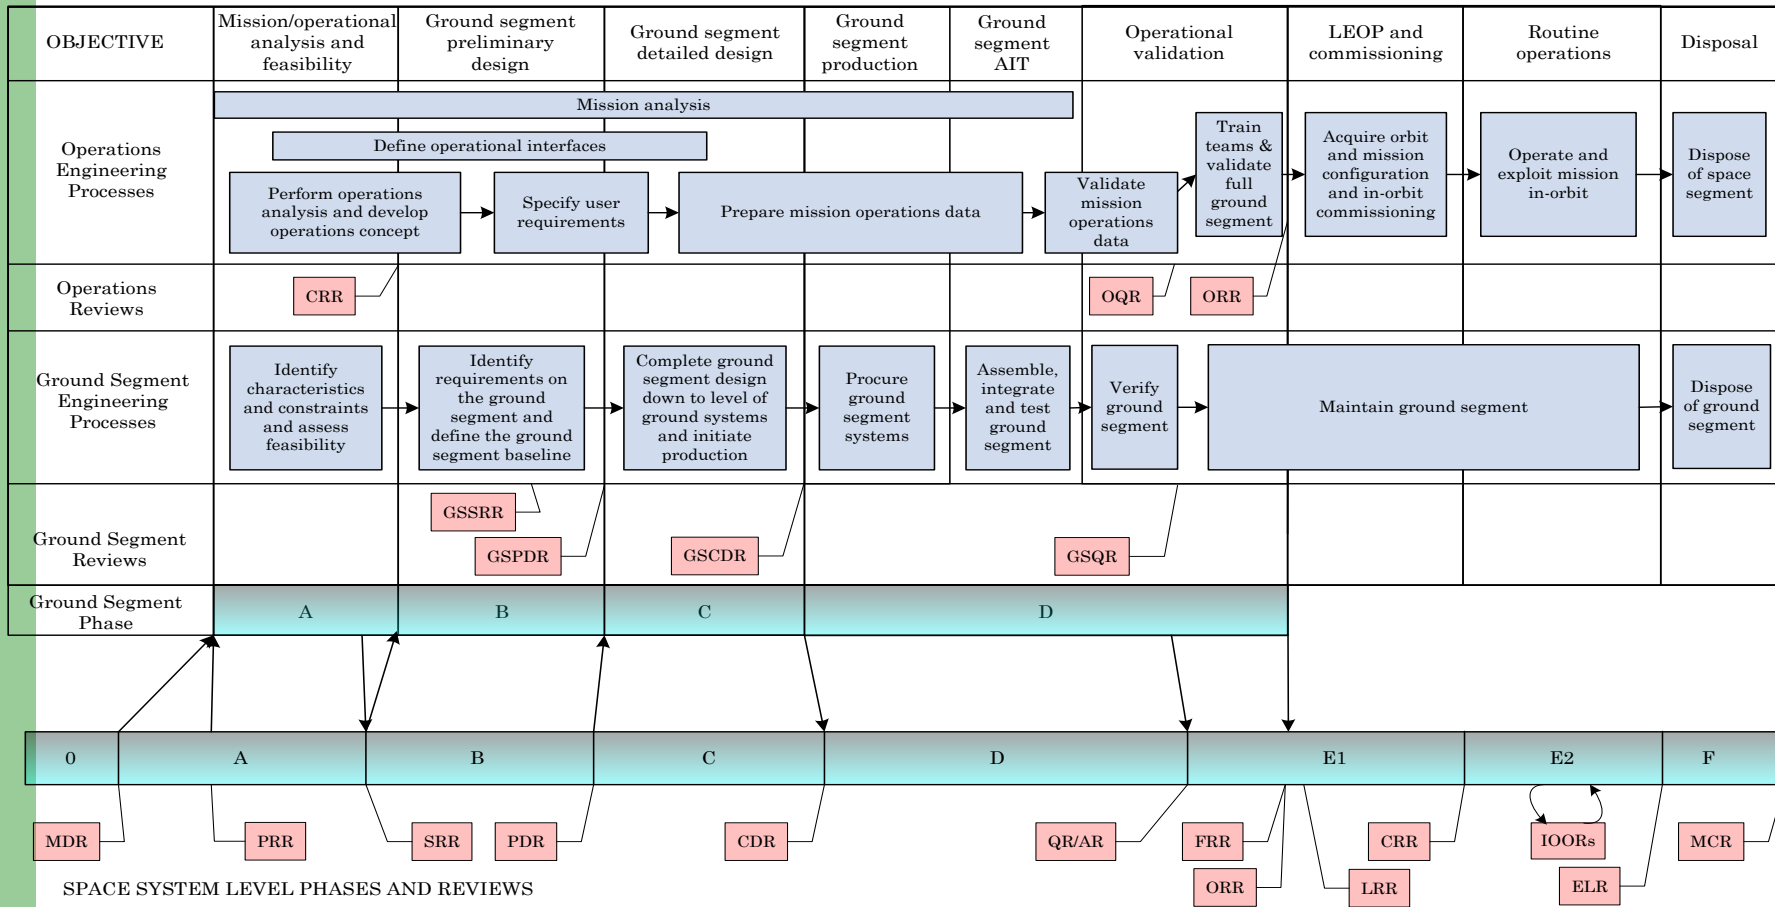 OBJECTIVE
Mission/operational
analysis and
feasibility
Ground segment
preliminary
design
Ground segment
detailed design
Ground
segment
production
Ground
segment
AIT
Operational
validation
LEOP and
commissioning
Routine
operations
Disposal
Operations
Engineering
Processes
Mission analysis
Define operational interfaces
Perform operations
analysis and develop
operations concept
Specify user
requirements
Prepare mission operations data
Validate
mission
operations
data
Train
teams &
validate
full
ground
segment
Acquire orbit
and mission
configuration
and in-orbit
commissioning
Operate and
exploit mission
in-orbit
Dispose
of space
segment
Operations
Reviews
CRR
OQR
ORR
Ground Segment
Engineering
Processes
Identify
characteristics
and constraints
and assess
feasibility
Identify
requirements on
the ground
segment and
define the ground
segment baseline
Complete ground
segment design
down to level of
ground systems
and initiate
production
Procure
ground
segment
systems
Assemble,
integrate
and test
ground
segment
Verify
ground
segment
Maintain ground segment
Dispose
of ground
segment
Ground Segment
Reviews
GSSRR
GSPDR
GSCDR
GSQR
Ground Segment
Phase
A
B
C
D
0
A
B
C
D
E1
E2
F
MDR
PRR
SRR
PDR
CDR
QR/AR
FRR
CRR
IOORs
MCR
ORR
LRR
ELR
SPACE SYSTEM LEVEL PHASES AND REVIEWS